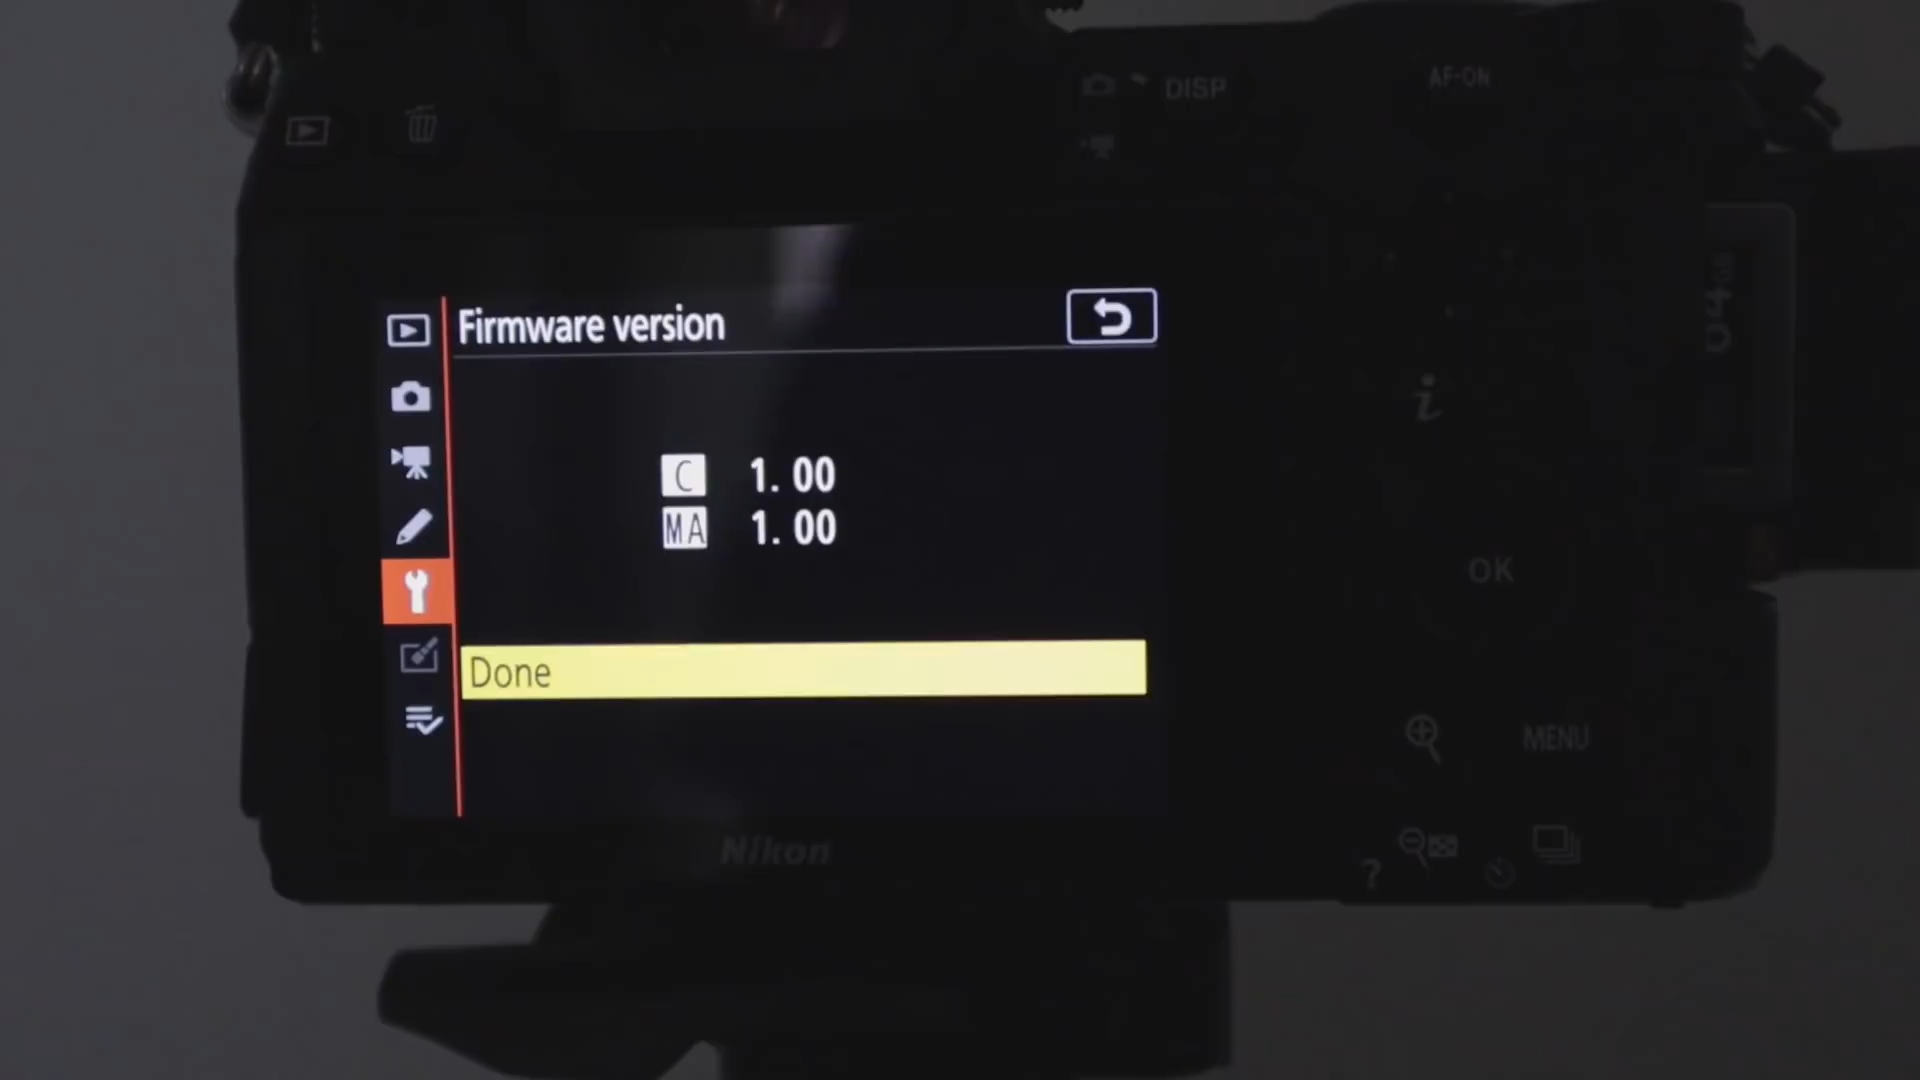 DISP
AF-ON
Firmware version
C 1. 00
MA 1. 00
i
OK
Done
MENU
Nikon
?